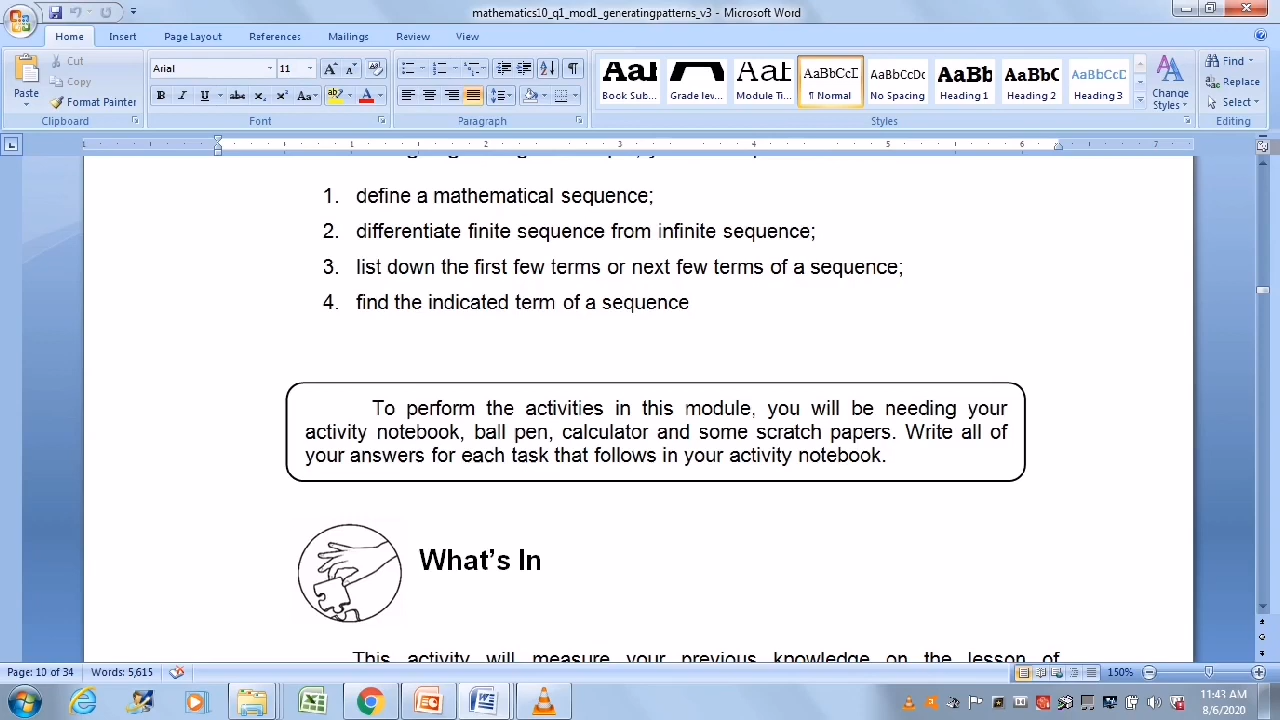 mathematics10_q1_mod1_generatingpatterns_v3 - Microsoft Word
Home Insert Page Layout References Mailings Review View
Paste
Cut
Copy
Format Painter
Clipboard
Arial 11
Font
Paragraph
AaBbCcD AaBbCcDc AaBbC AaBbCcD
Book Sub... Grade lev... Module Ti... ¶ Normal No Spacing Heading 1 Heading 2 Heading 3
Change
Styles
Styles
Find
Replace
Select
Editing
1. define a mathematical sequence;
2. differentiate finite sequence from infinite sequence;
3. list down the first few terms or next few terms of a sequence;
4. find the indicated term of a sequence
To perform the activities in this module, you will be needing your
activity notebook, ball pen, calculator and some scratch papers. Write all of
your answers for each task that follows in your activity notebook.
What's In
This activity will measure your previous knowledge on the lesson of
Page: 10 of 34 Words: 5,615 150%
11:43 AM
8/6/2020